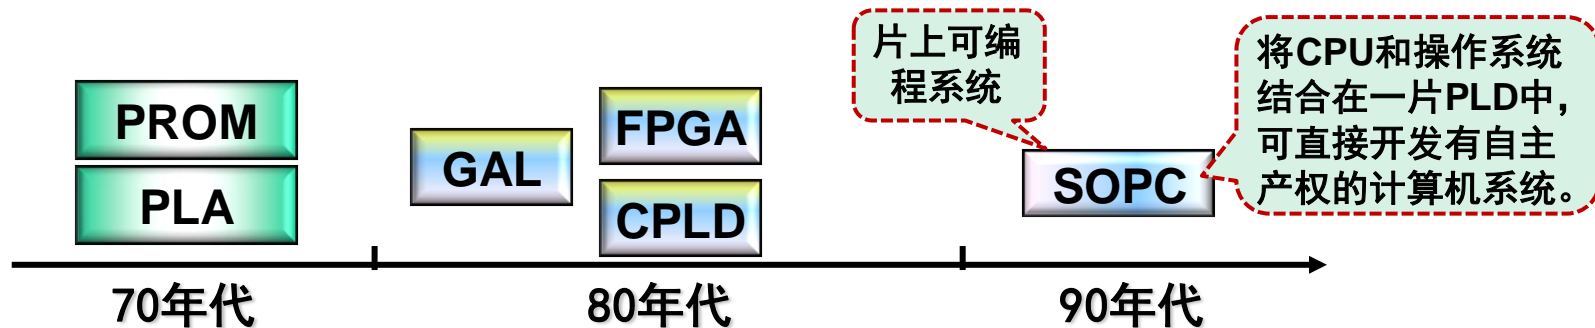 PROM
PLA
70年代
GAL
FPGA
CPLD
80年代
片上可编
程系统
SOPC
将CPU和操作系统
结合在一片PLD中，
可直接开发有自主
产权的计算机系统。
90年代